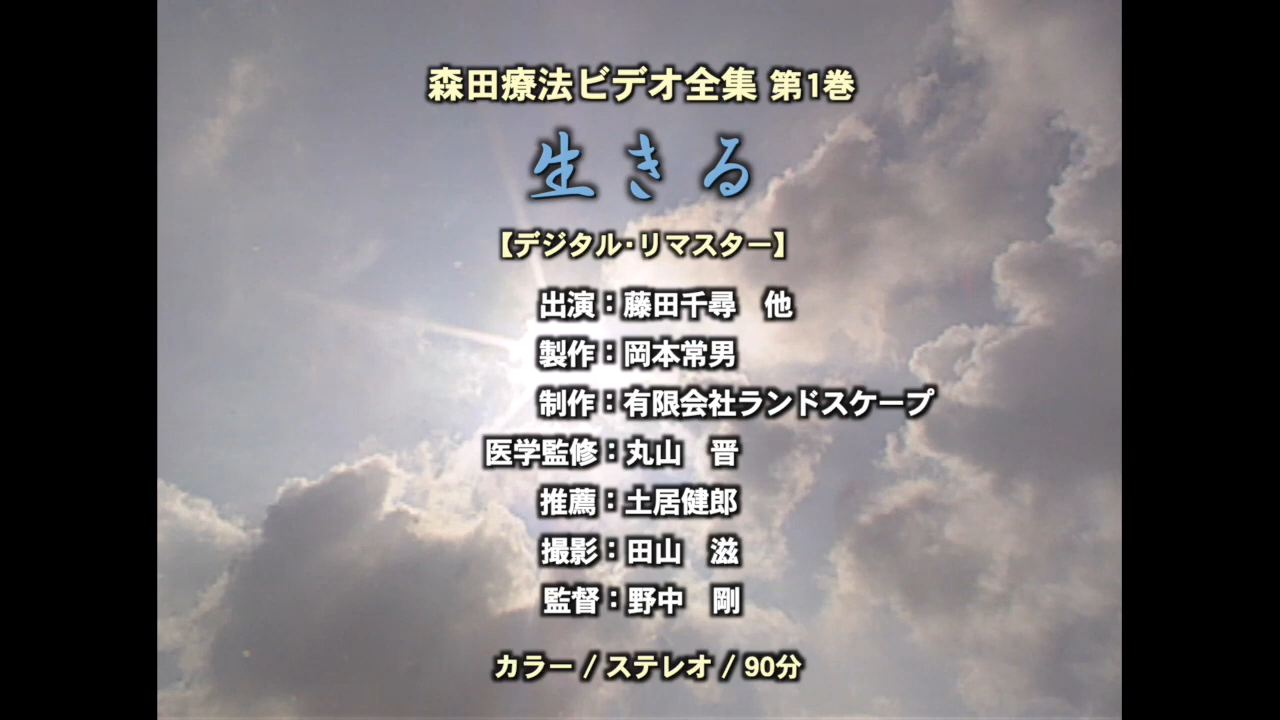 森田療法ビデオ全集 第1巻
生きる
【デジタル・リマスター】
出演：藤田千尋　他
製作：岡本常男
制作：有限会社ランドスケープ
医学監修：丸山　晋
推薦：土居健郎
撮影：田山　滋
監督：野中　剛
カラー / ステレオ / 90分